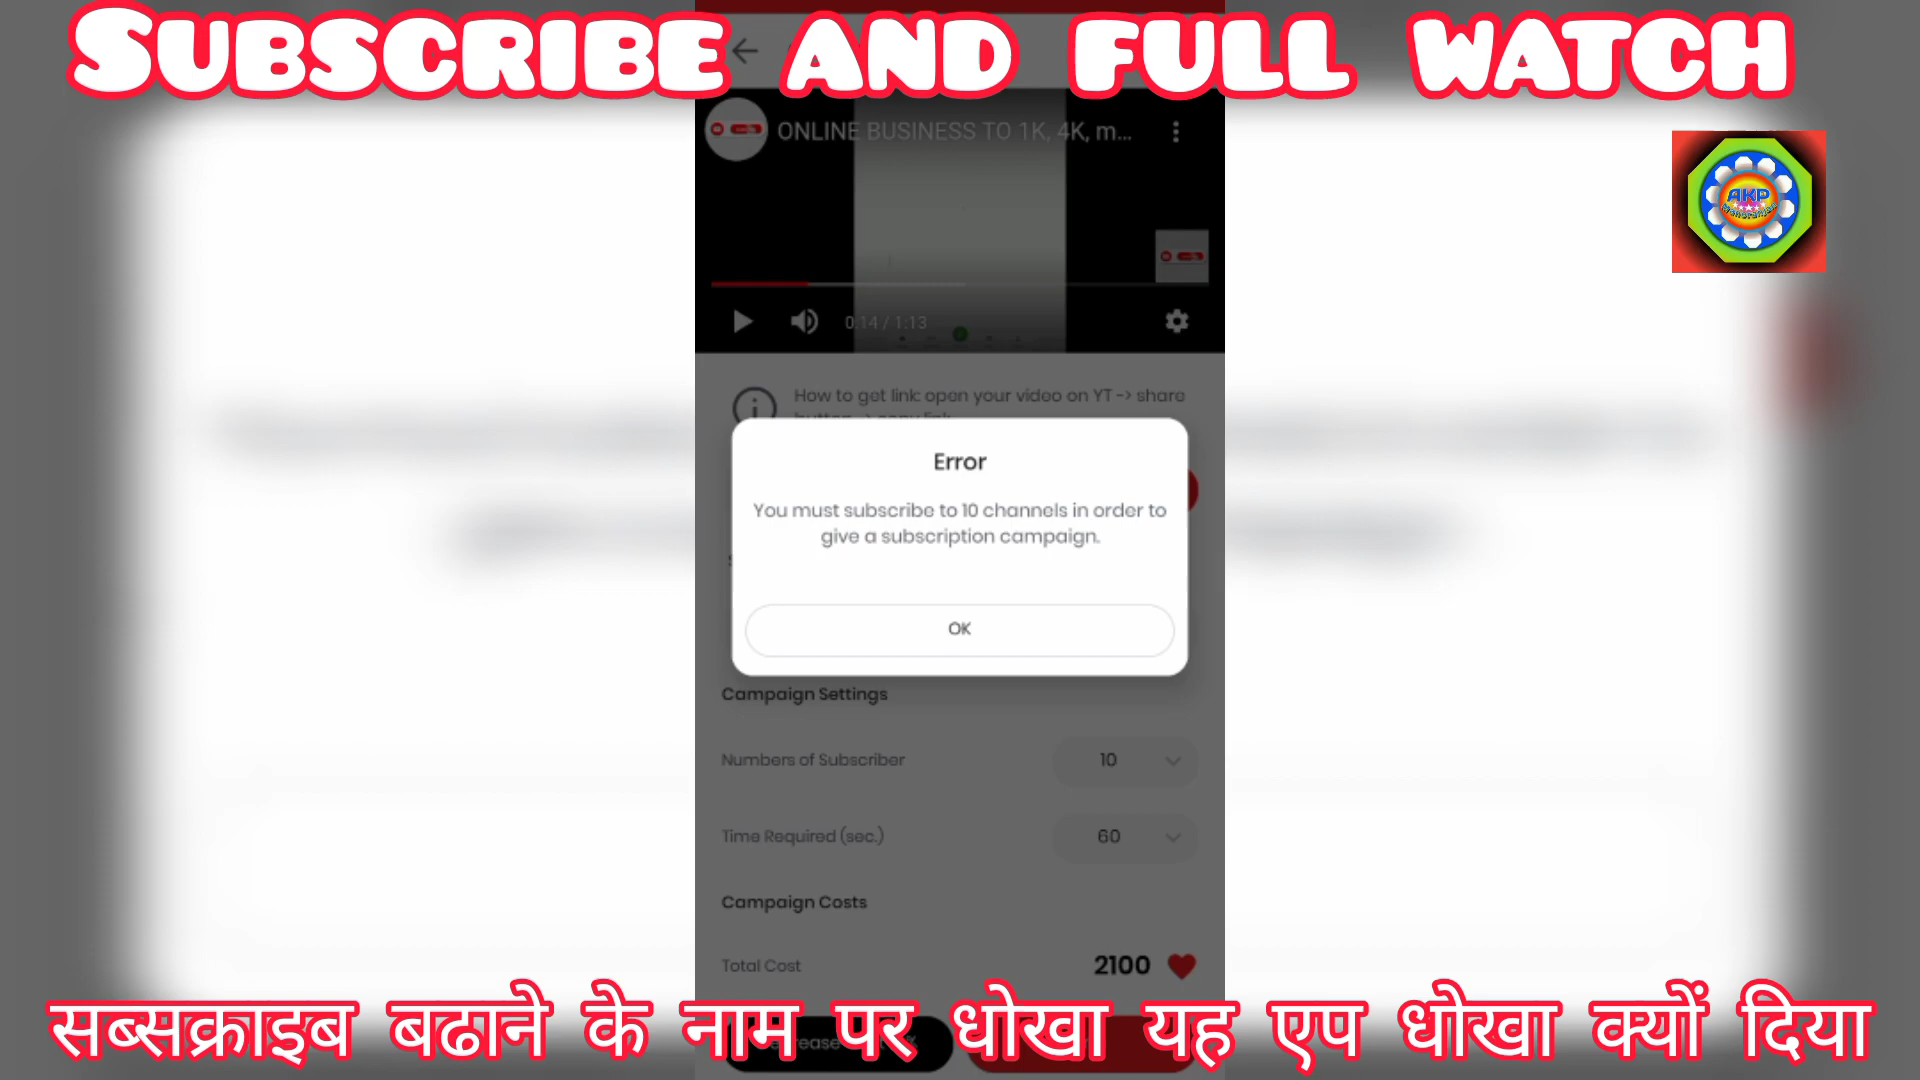 SUBSCRIBE AND FULL WATCH
ONLINE BUSINESS TO 1K, 4K, m...
AKP
0:14 / 1:13
How to get link: open your video on YT -> share
Error
You must subscribe to 10 channels in order to
give a subscription campaign.
OK
Campaign Settings
Numbers of Subscriber 10
Time Required (sec.) 60
Campaign Costs
Total Cost 2100
सब्सक्राइब बढाने के नाम पर धोखा यह एप धोखा क्यों दिया